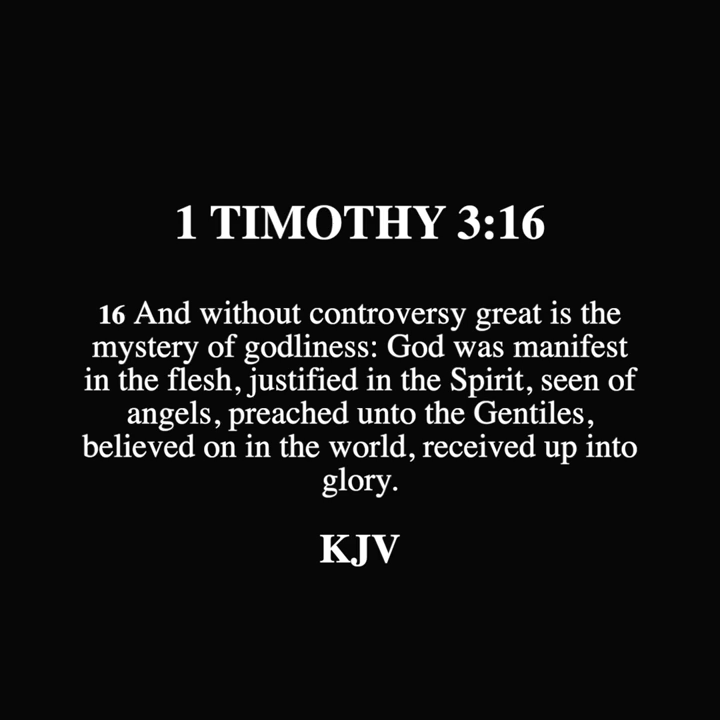 1 TIMOTHY 3:16
16 And without controversy great is the
mystery of godliness: God was manifest
in the flesh, justified in the Spirit, seen of
angels, preached unto the Gentiles,
believed on in the world, received up into
glory.
KJV